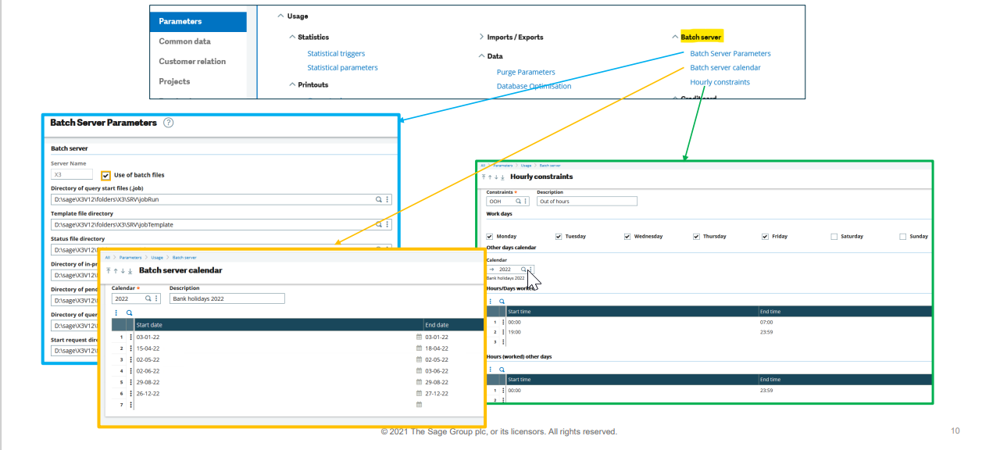 Parameters
Common data
Customer relation
Projects
Usage
Statistics
Statistical triggers
Statistical parameters
Printouts
Imports / Exports
Data
Purge Parameters
Database Optimisation
Batch server
Batch Server Parameters
Batch server calendar
Hourly constraints
Batch Server Parameters ?
Batch server
Server Name
X3
Use of batch files
Directory of query start files (.job)
D:\sage\X3V12\folders\X3\SRV\jobRun
Template file directory
D:\sage\X3V12\folders\X3\SRV\jobTemplate
Status file directory
D:\sage\X3V12\f
Directory of in-pr
D:\sage\X3V12\
Directory of pend
D:\sage\X3V12\
Directory of quer
D:\sage\X3V12\
Start request dire
D:\sage\X3V12\
All > Parameters > Usage > Batch server
Batch server calendar
Calendar * Description
2022 Bank holidays 2022
Start date End date
1 03-01-22 03-01-22
2 15-04-22 18-04-22
3 02-05-22 02-05-22
4 02-06-22 03-06-22
5 29-08-22 29-08-22
6 26-12-22 27-12-22
7
All > Parameters > Usage > Batch server
Hourly constraints
Constraints * Description
OOH Out of hours
Work days
Monday Tuesday Wednesday Thursday Friday Saturday Sunday
Other days calendar
Calendar
2022
Bank holidays 2022
Hours/Days worked
Start time End time
1 00:00 07:00
2 19:00 23:59
3
Hours (worked) other days
Start time End time
1 00:00 23:59
2
© 2021 The Sage Group plc, or its licensors. All rights reserved.
10